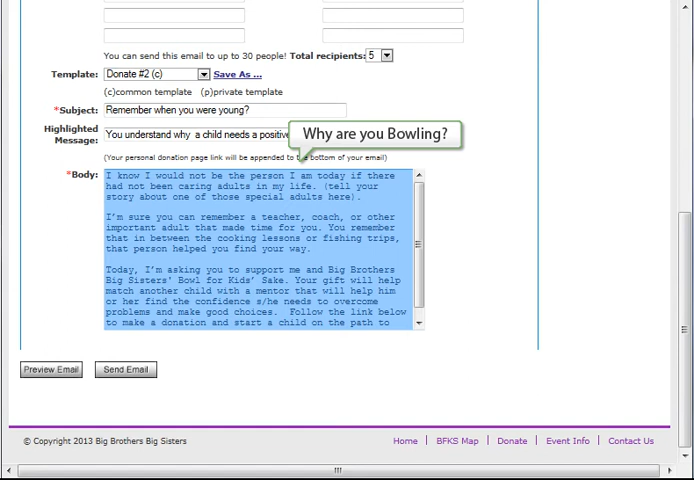 You can send this email to up to 30 people! Total recipients: 5
Template: Donate #2 (c) Save As ...
(c)common template (p)private template
*Subject: Remember when you were young?
Highlighted Message: You understand why a child needs a positive
Why are you Bowling?
(Your personal donation page link will be appended to the bottom of your email)
*Body: I know I would not be the person I am today if there
had not been caring adults in my life. (tell your
story about one of those special adults here).
I'm sure you can remember a teacher, coach, or other
important adult that made time for you. You remember
that in between the cooking lessons or fishing trips,
that person helped you find your way.
Today, I'm asking you to support me and Big Brothers
Big Sisters' Bowl for Kids' Sake. Your gift will help
match another child with a mentor that will help him
or her find the confidence s/he needs to overcome
problems and make good choices. Follow the link below
to make a donation and start a child on the path to
Preview Email Send Email
© Copyright 2013 Big Brothers Big Sisters Home | BFKS Map | Donate | Event Info | Contact Us